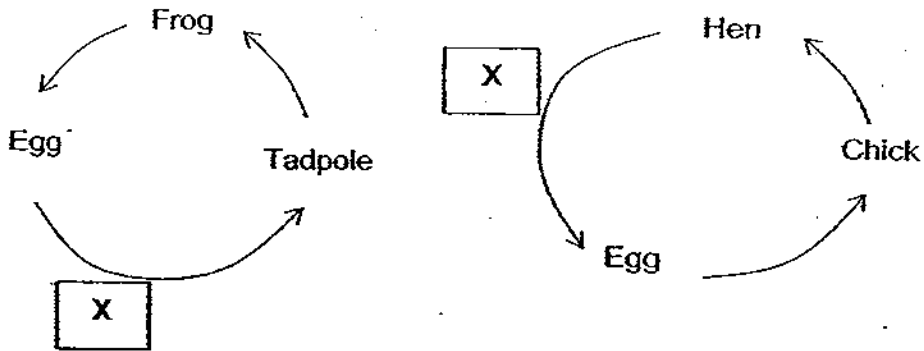 Frog
Egg
Tadpole
X
Hen
X
Chick
Egg